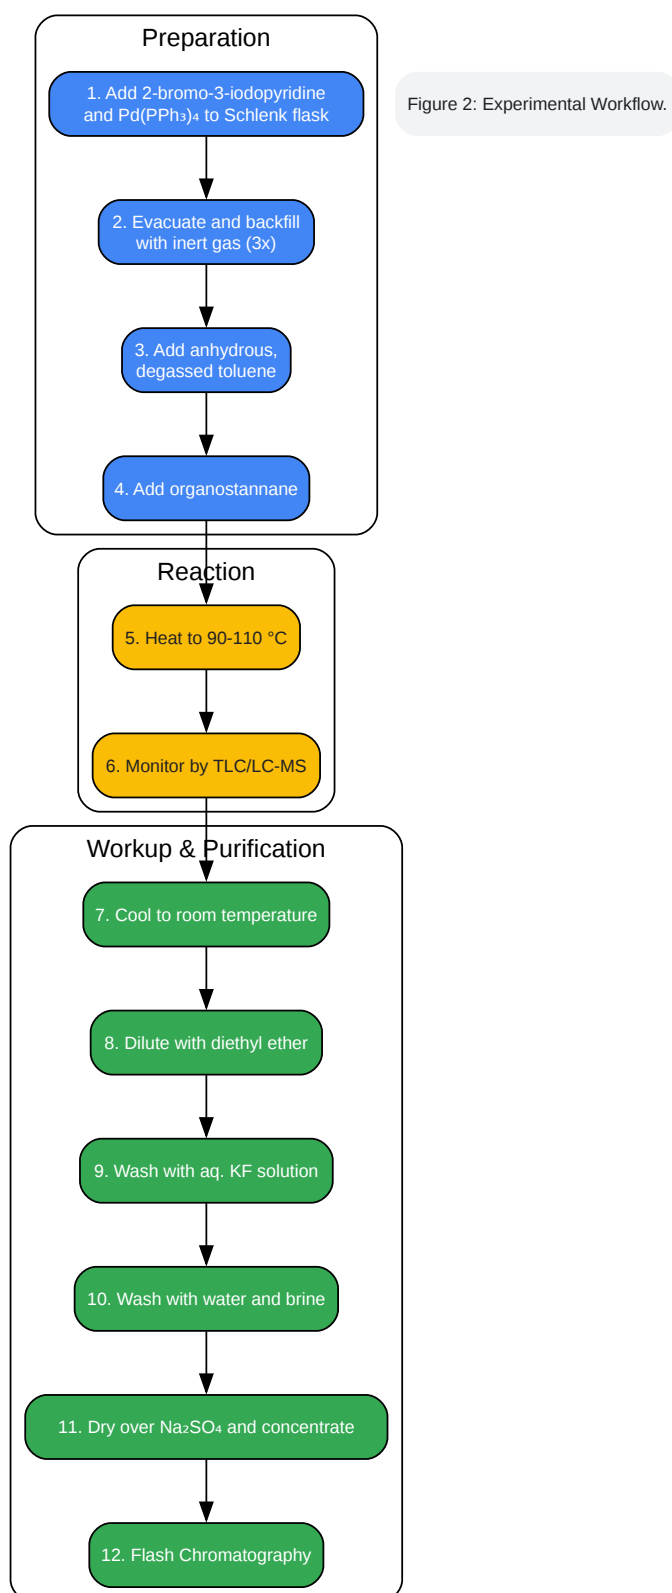 Preparation
1. Add 2-bromo-3-iodopyridine
and Pd(PPh₃)₄ to Schlenk flask
Figure 2: Experimental Workflow.
2. Evacuate and backfill
with inert gas (3x)
3. Add anhydrous,
degassed toluene
4. Add organostannane
Reaction
5. Heat to 90-110 °C
6. Monitor by TLC/LC-MS
Workup & Purification
7. Cool to room temperature
8. Dilute with diethyl ether
9. Wash with aq. KF solution
10. Wash with water and brine
11. Dry over Na₂SO₄ and concentrate
12. Flash Chromatography